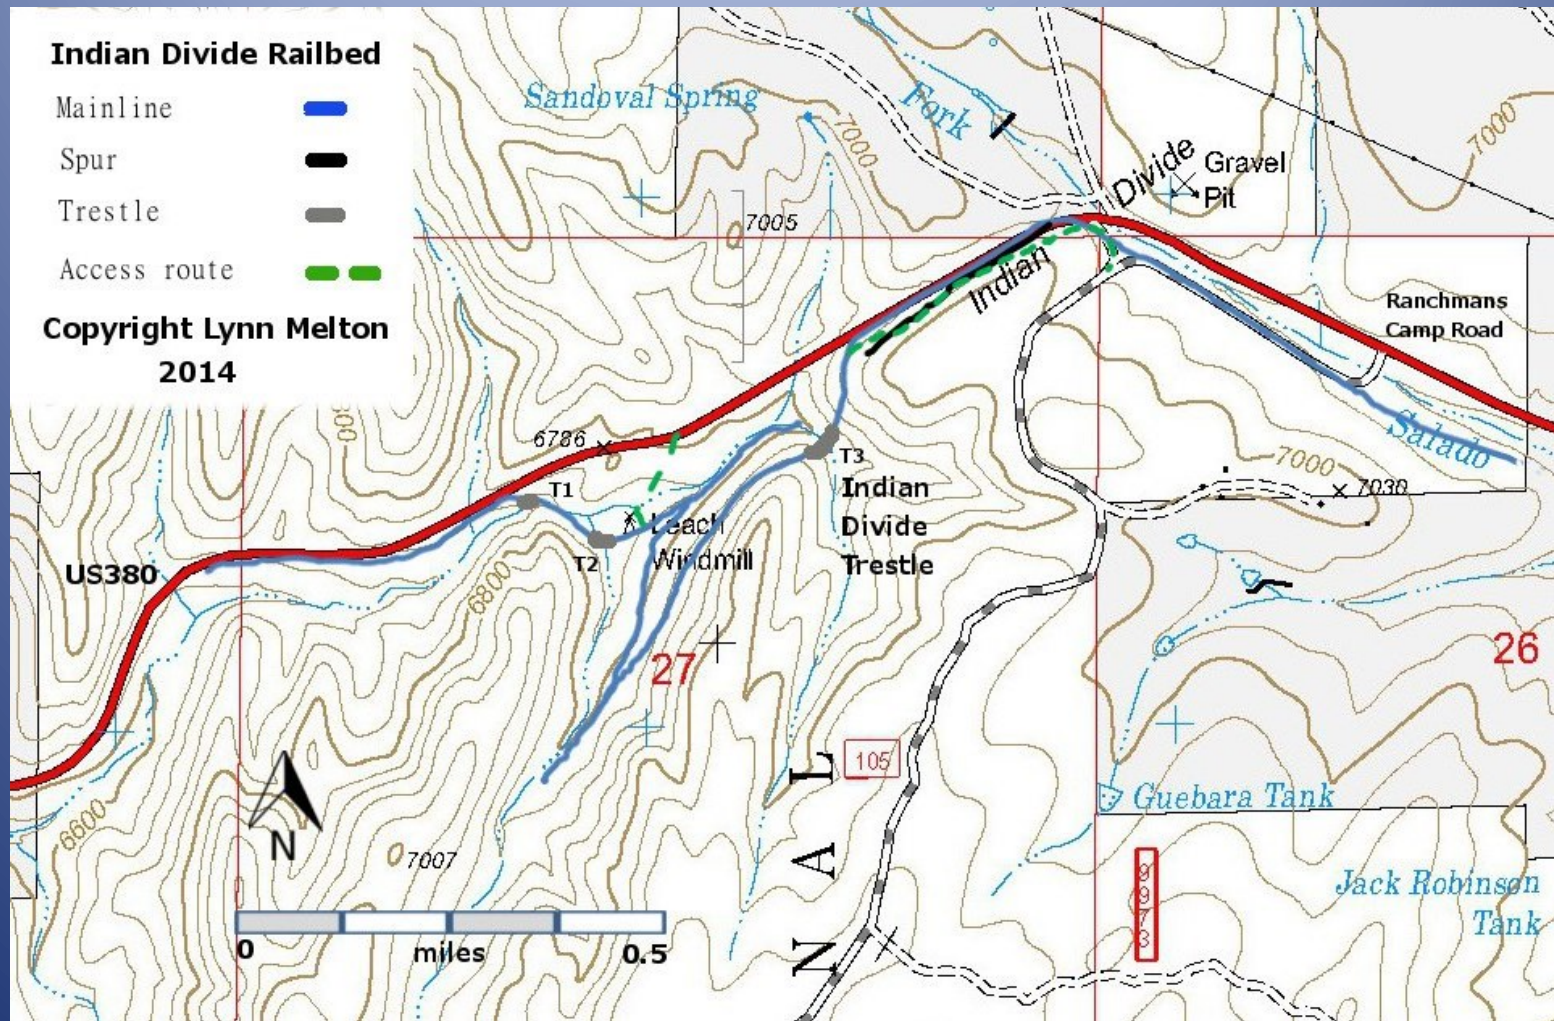 Indian Divide Railbed
Mainline
Spur
Trestle
Access route
Copyright Lynn Melton
2014
Sandoval Spring
Fork
7000
7000
Divide
Gravel
Pit
7005
Indian
Ranchmans
Camp Road
Salado
6786
T1
T2
T3
Indian
Divide
Trestle
Leach
Windmill
7000
7030
US380
6800
27
26
105
Guebara Tank
6600
N
7007
N A L
9973
Jack Robinson
Tank
0
miles
0.5